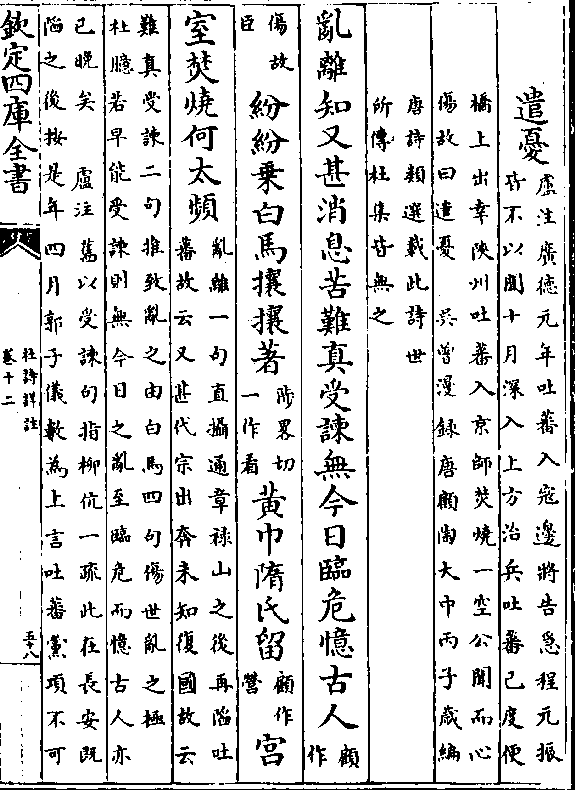 遣憂
盧注廣德元年吐蕃入寇邊將告急程元振
皆不以聞十月深入上方治兵吐蕃已度便
橋上出幸陝州吐蕃入京師焚燒一空公聞而心
傷故曰遣憂　吳曾漫録唐顧陶大中丙子歲編
唐詩類選載此詩世
所傳杜集皆無之
亂離知又甚消息苦難真受諫無今日臨危憶古人
顧
作
傷故
臣
紛紛乗白馬攘攘著
陟畧切
一作看
黄巾隋氏留
顧作
營
宫
室焚燒何太頻
亂離一句直攝通章禄山之後再陷吐
蕃故云又甚代宗出奔未知復國故云
難真受諫二句推致亂之由白馬四句傷世亂之極
杜臆若早能受諫則無今日之亂至臨危而憶古人亦
已晚矣　盧注舊以受諫句指柳伉一疏此在長安既
陷之後按是年四月郭子儀數為上言吐蕃黨項不可
欽定四庫全書
杜詩詳註
卷十二
五八